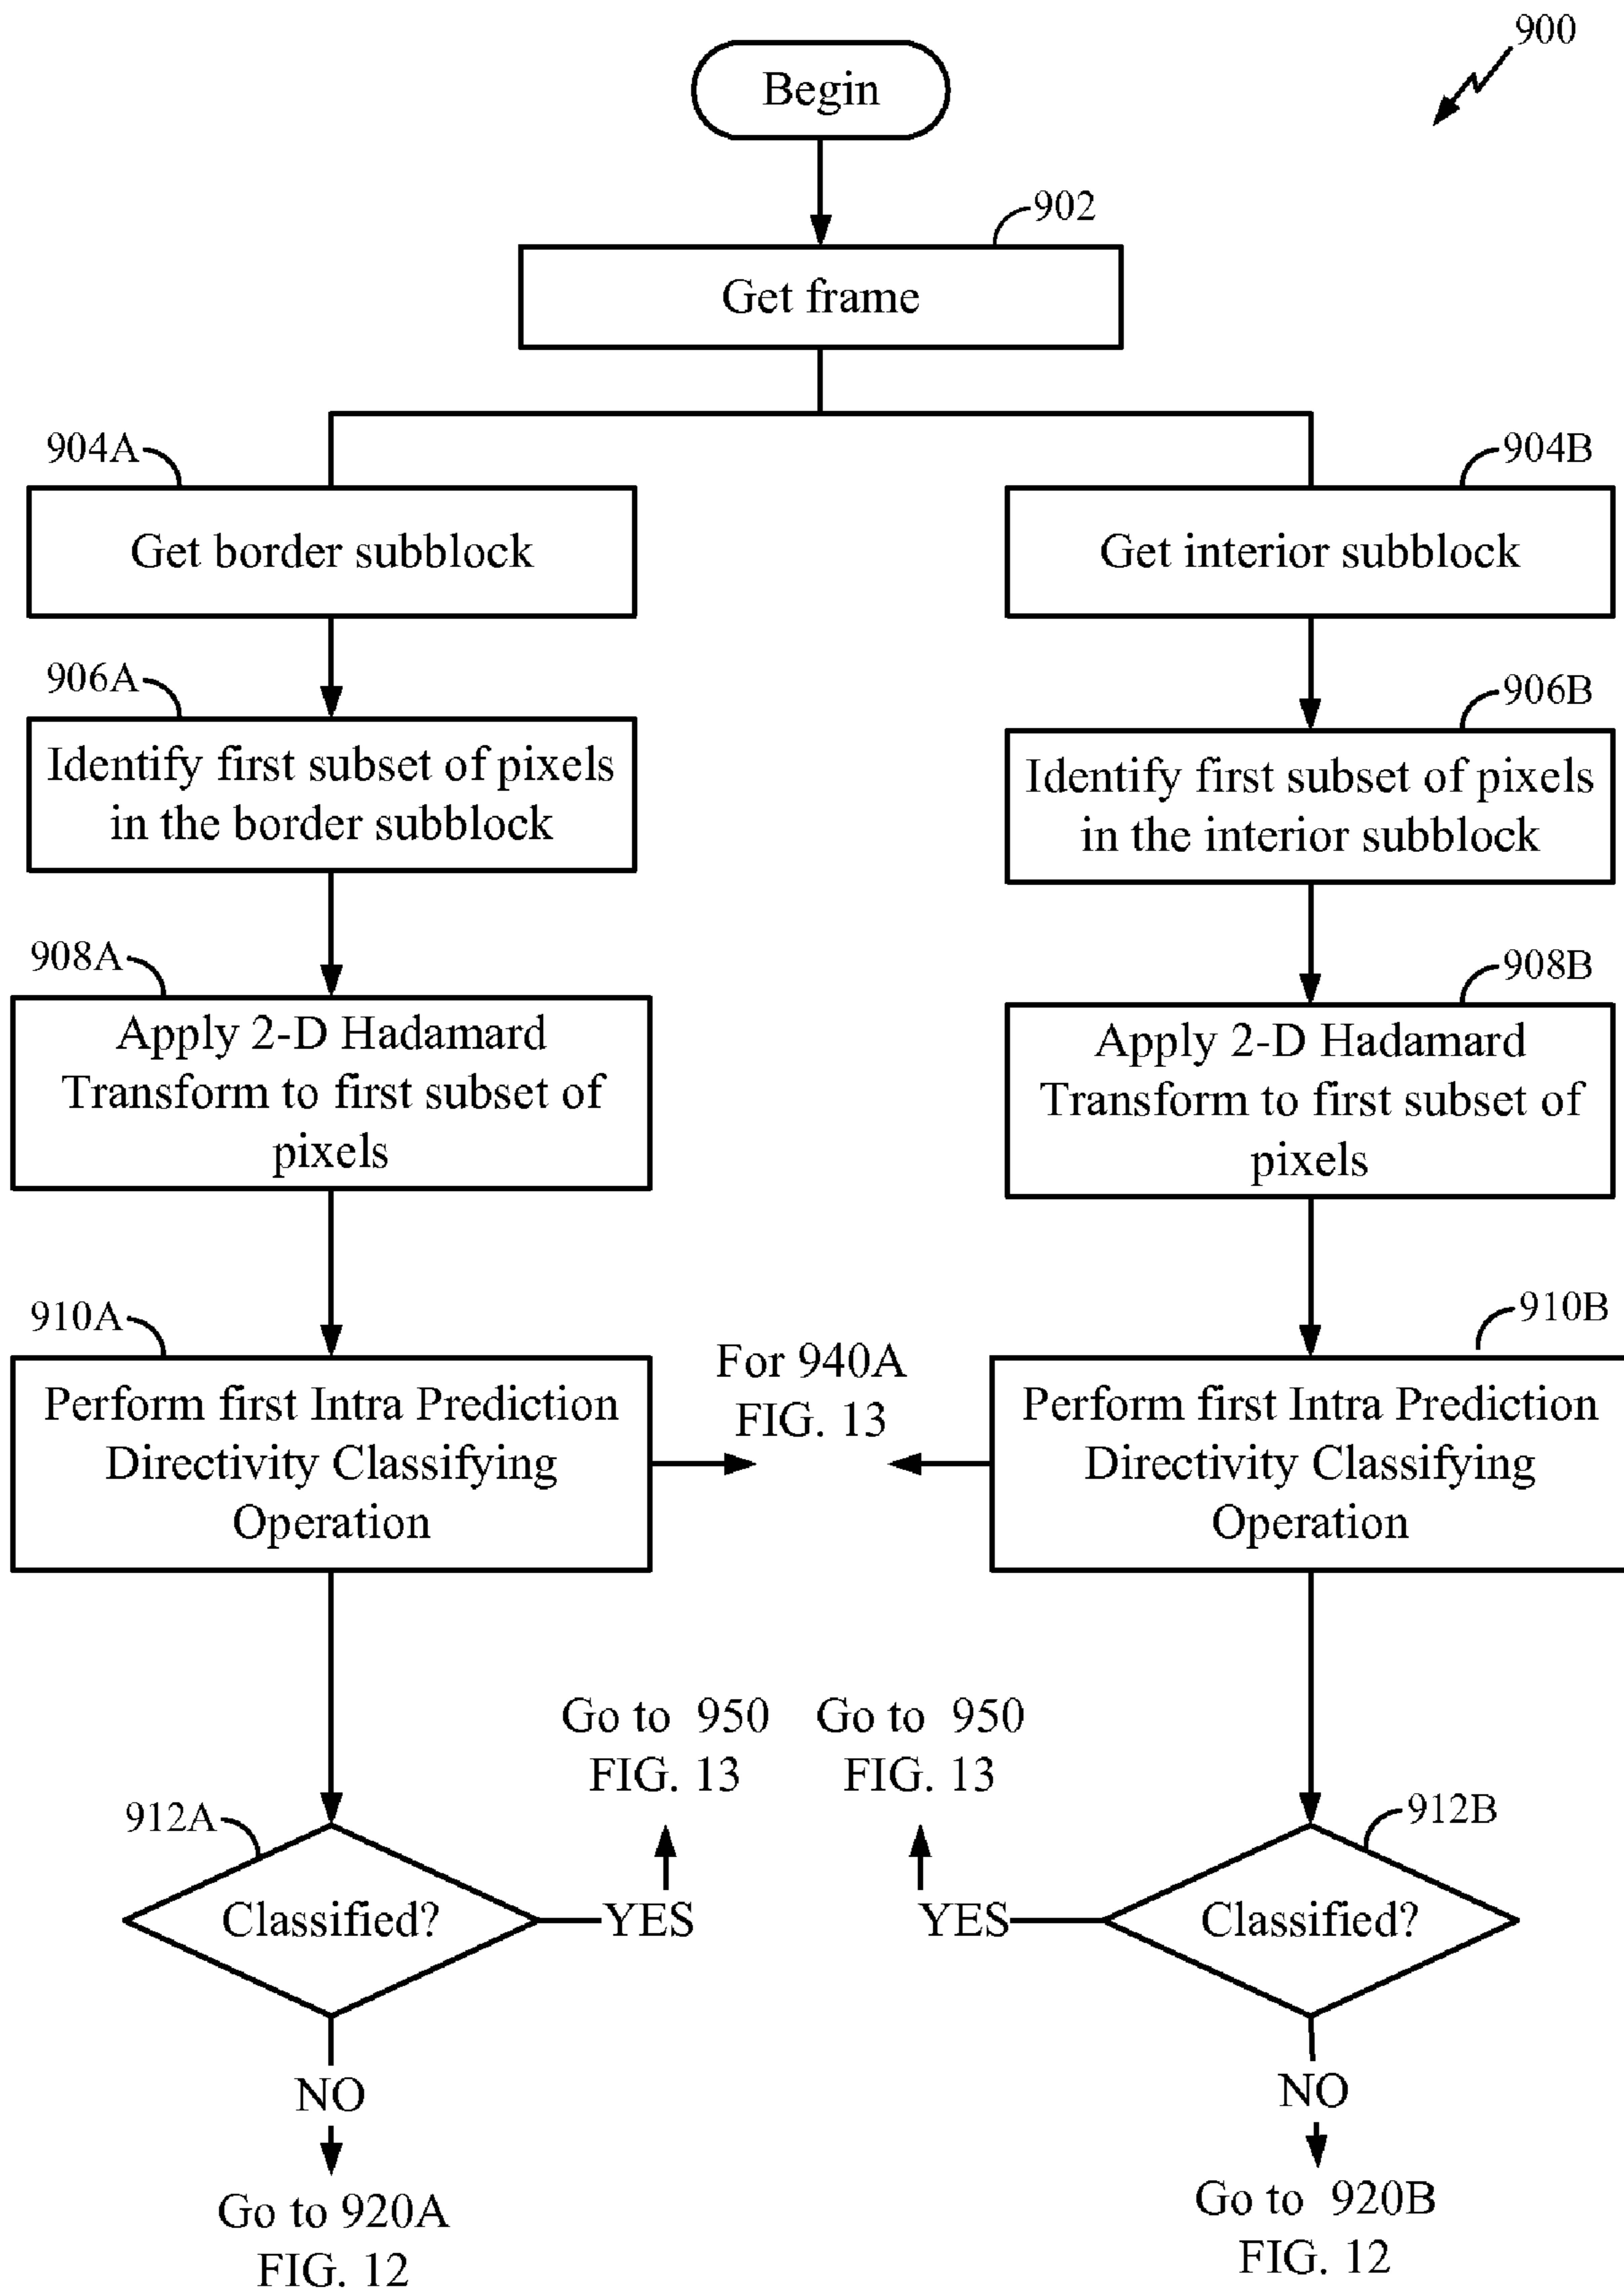 900
Begin
902
Get frame
904A
904B
Get border subblock
Get interior subblock
906A
906B
Identify first subset of pixels
in the border subblock
Identify first subset of pixels
in the interior subblock
908A
908B
Apply 2-D Hadamard
Transform to first subset of
pixels
Apply 2-D Hadamard
Transform to first subset of
pixels
910A
910B
For 940A
FIG. 13
Perform first Intra Prediction
Directivity Classifying
Operation
Perform first Intra Prediction
Directivity Classifying
Operation
Go to 950
FIG. 13
Go to 950
FIG. 13
912A
912B
Classified?
YES
YES
Classified?
NO
NO
Go to 920A
FIG. 12
Go to 920B
FIG. 12